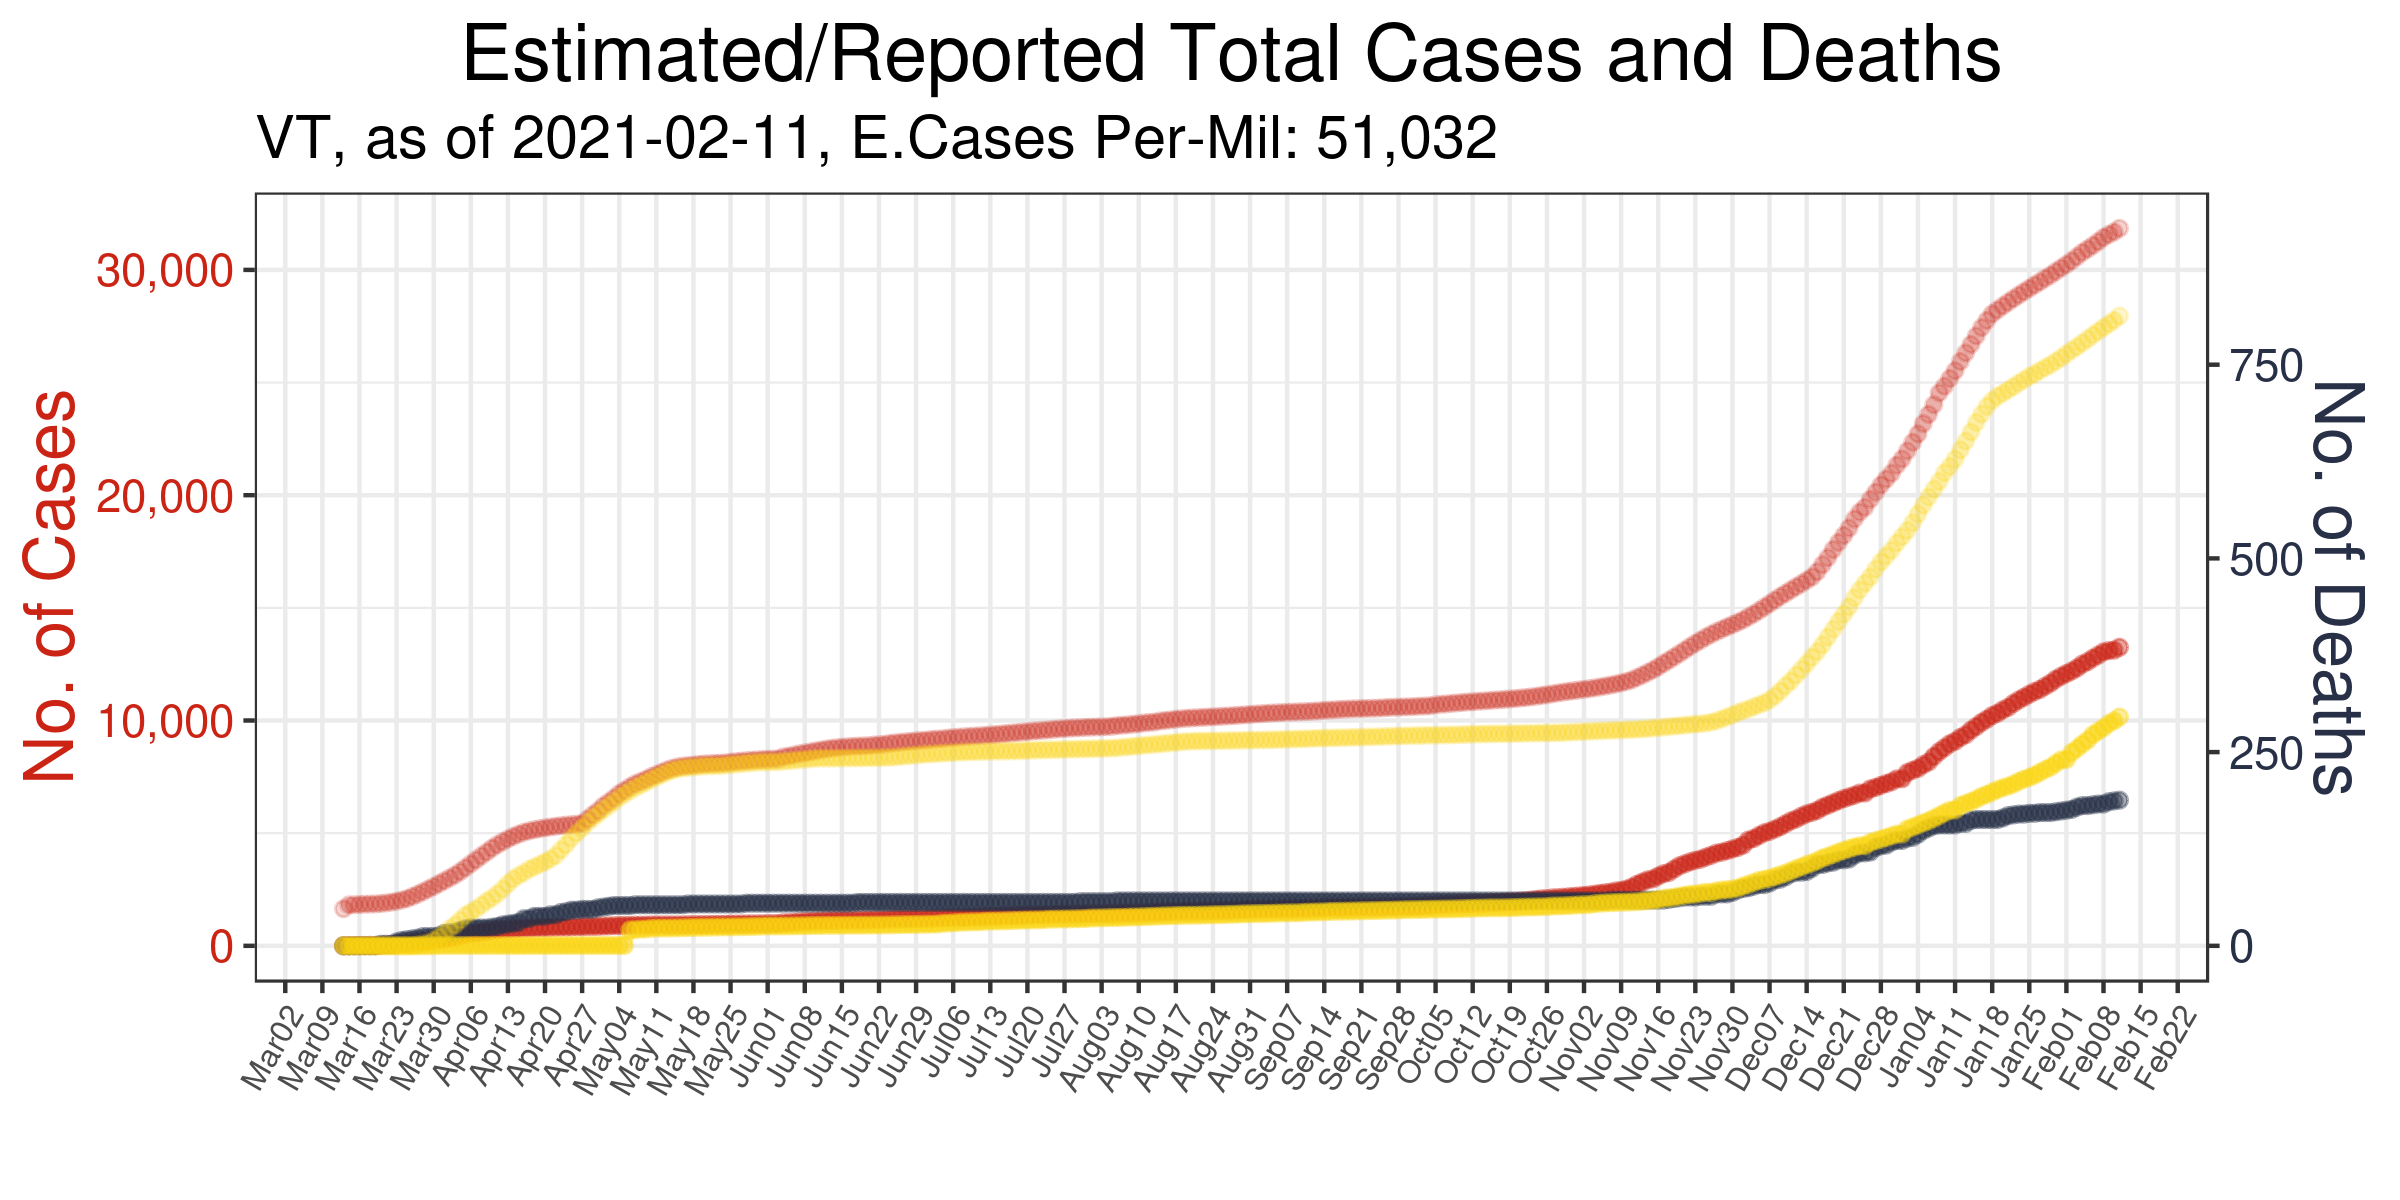 Estimated/Reported Total Cases and Deaths
VT, as of 2021-02-11, E.Cases Per-Mil: 51,032
No. of Cases
30,000
20,000
10,000
0
750
500
250
0
No. of Deaths
Mar02
Mar09
Mar16
Mar23
Mar30
Apr06
Apr13
Apr20
Apr27
May04
May11
May18
May25
Jun01
Jun08
Jun15
Jun22
Jun29
Jul06
Jul13
Jul20
Jul27
Aug03
Aug10
Aug17
Aug24
Aug31
Sep07
Sep14
Sep21
Sep28
Oct05
Oct12
Oct19
Oct26
Nov02
Nov09
Nov16
Nov23
Nov30
Dec07
Dec14
Dec21
Dec28
Jan04
Jan11
Jan18
Jan25
Feb01
Feb08
Feb15
Feb22